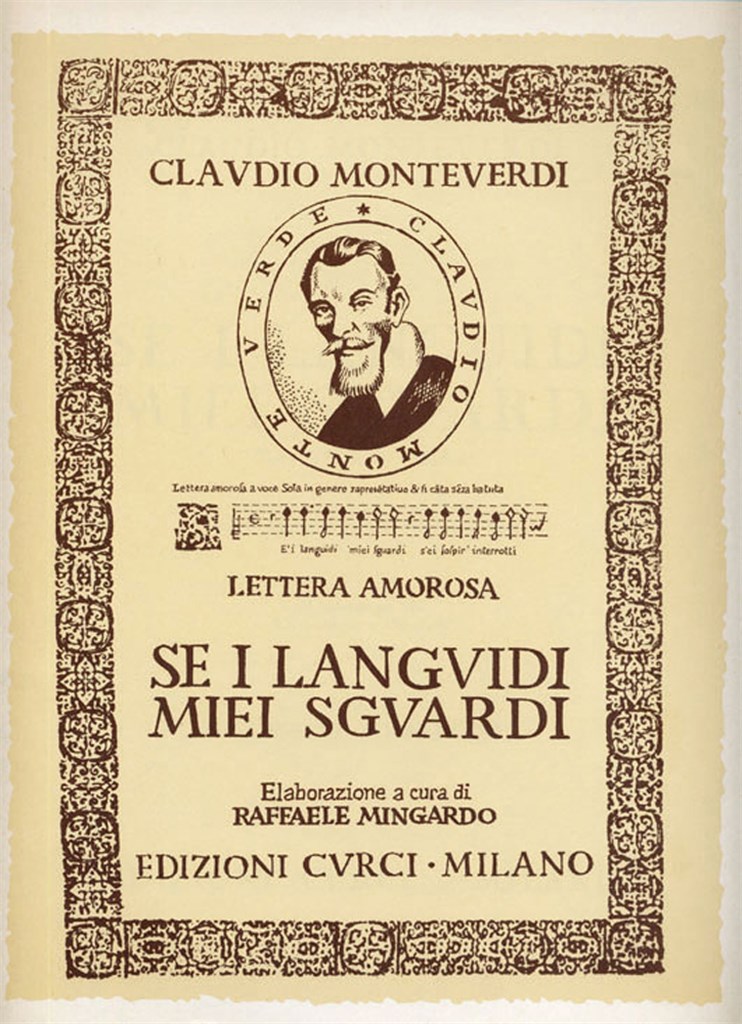 CLAVDIO MONTEVERDI
MONTE VERDE * CLAVDIO
Lettera amorosa a voce Sola in genere rapresẽtatiuo & si cãta sẽza batuta
E'i languidi miei sguardi s'ei sospir' interrotti
LETTERA AMOROSA
SE I LANGVIDI
MIEI SGVARDI
Elaborazione a cura di
RAFFAELE MINGARDO
EDIZIONI CVRCI · MILANO